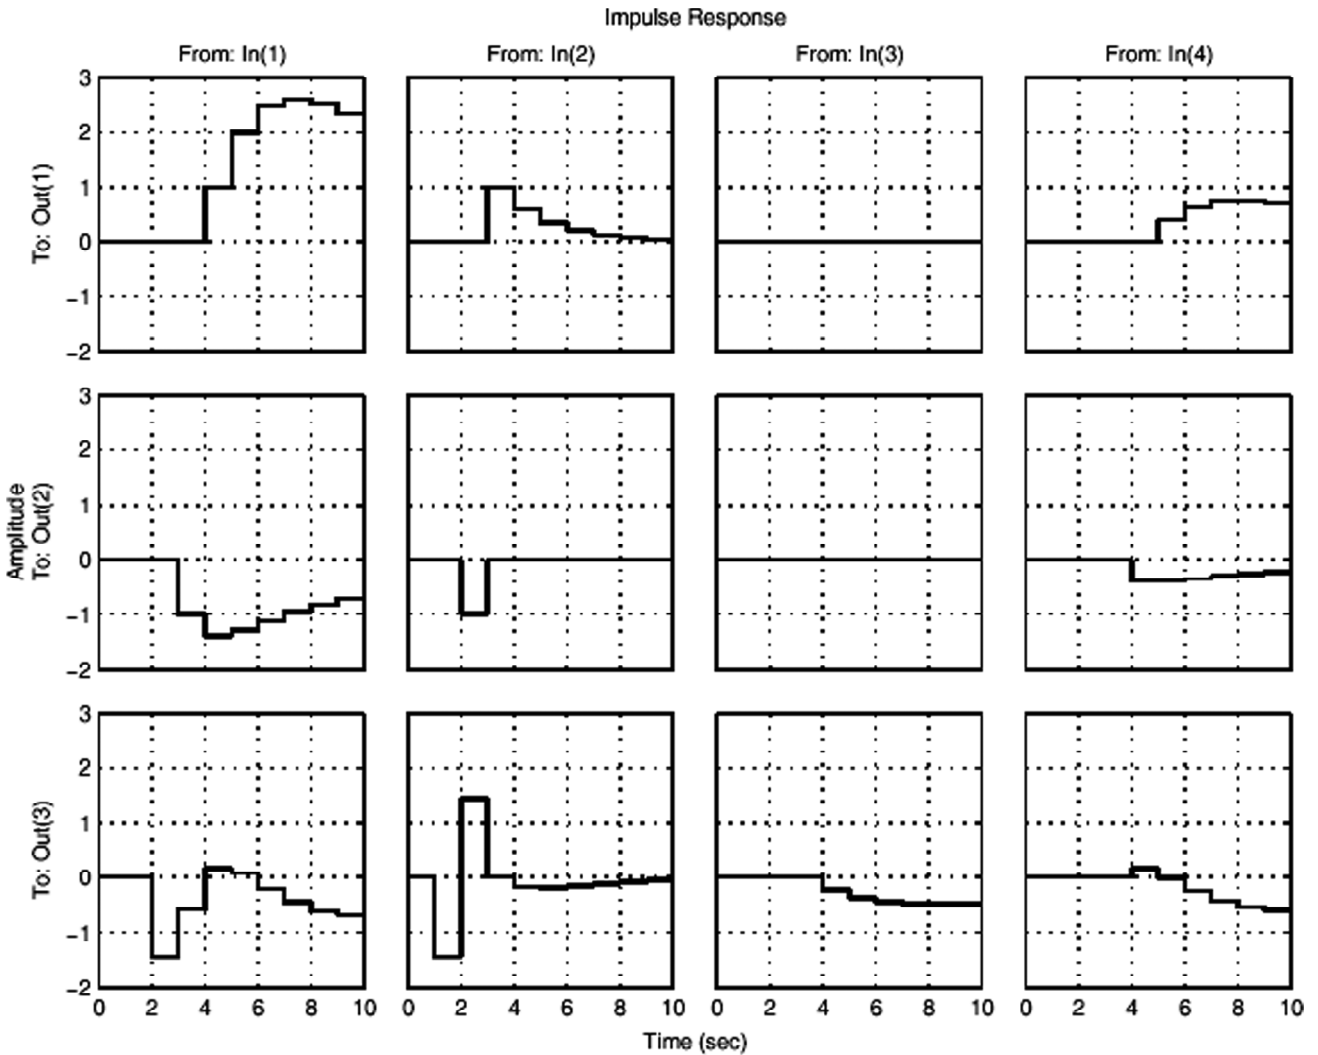 Impulse Response
From: In(1)
From: In(2)
From: In(3)
From: In(4)
3
2
1
0
−1
−2
To: Out(1)
3
2
1
0
−1
−2
Amplitude
To: Out(2)
3
2
1
0
−1
−2
To: Out(3)
0 2 4 6 8 10
0 2 4 6 8 10
0 2 4 6 8 10
0 2 4 6 8 10
Time (sec)